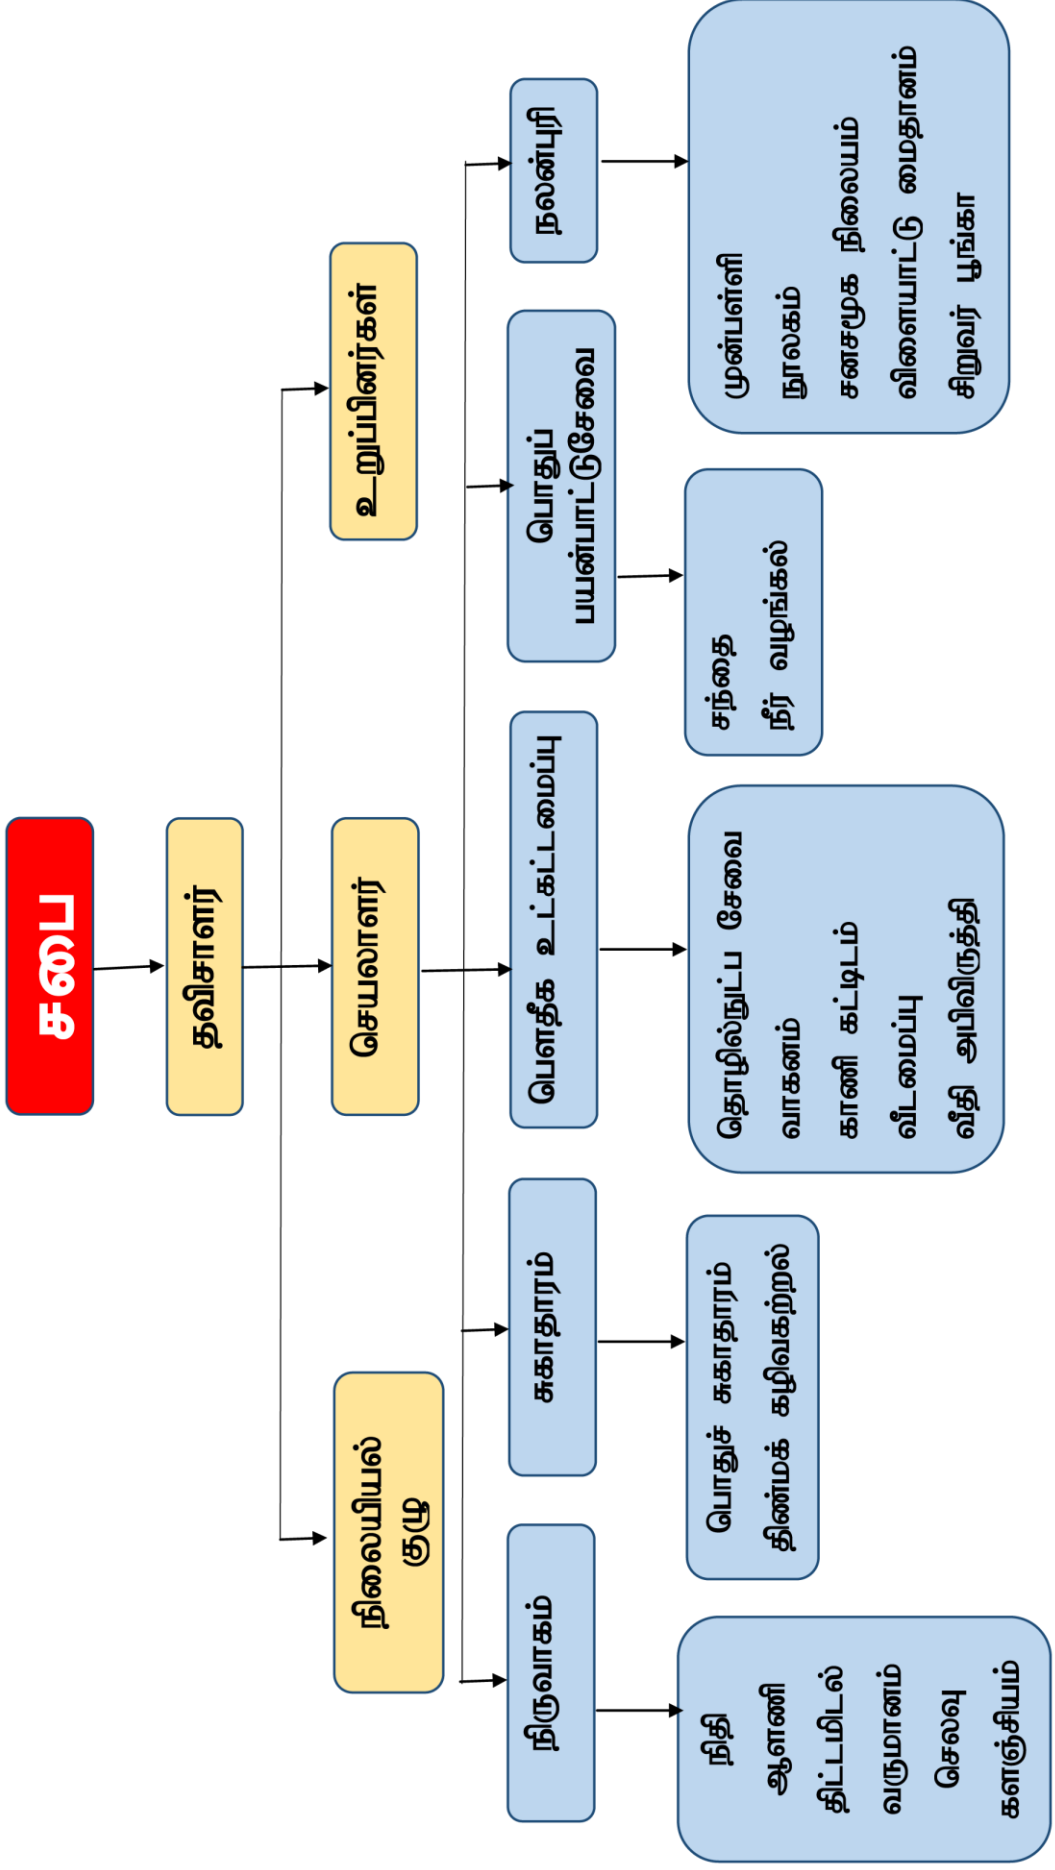 சபை
தவிசாளர்
நிலையியல்
குழு
செயலாளர்
உறுப்பினர்கள்
நிருவாகம்
சுகாதாரம்
பௌதீக உட்கட்டமைப்பு
பொதுப்
பயன்பாட்டுசேவை
நலன்புரி
நிதி
ஆளணி
திட்டமிடல்
வருமானம்
செலவு
களஞ்சியம்
பொதுச் சுகாதாரம்
திண்மக் கழிவகற்றல்
தொழில்நுட்ப சேவை
வாகனம்
காணி கட்டிடம்
வீடமைப்பு
வீதி அபிவிருத்தி
சந்தை
நீர் வழங்கல்
முன்பள்ளி
நூலகம்
சனசமூக நிலையம்
விளையாட்டு மைதானம்
சிறுவர் பூங்கா